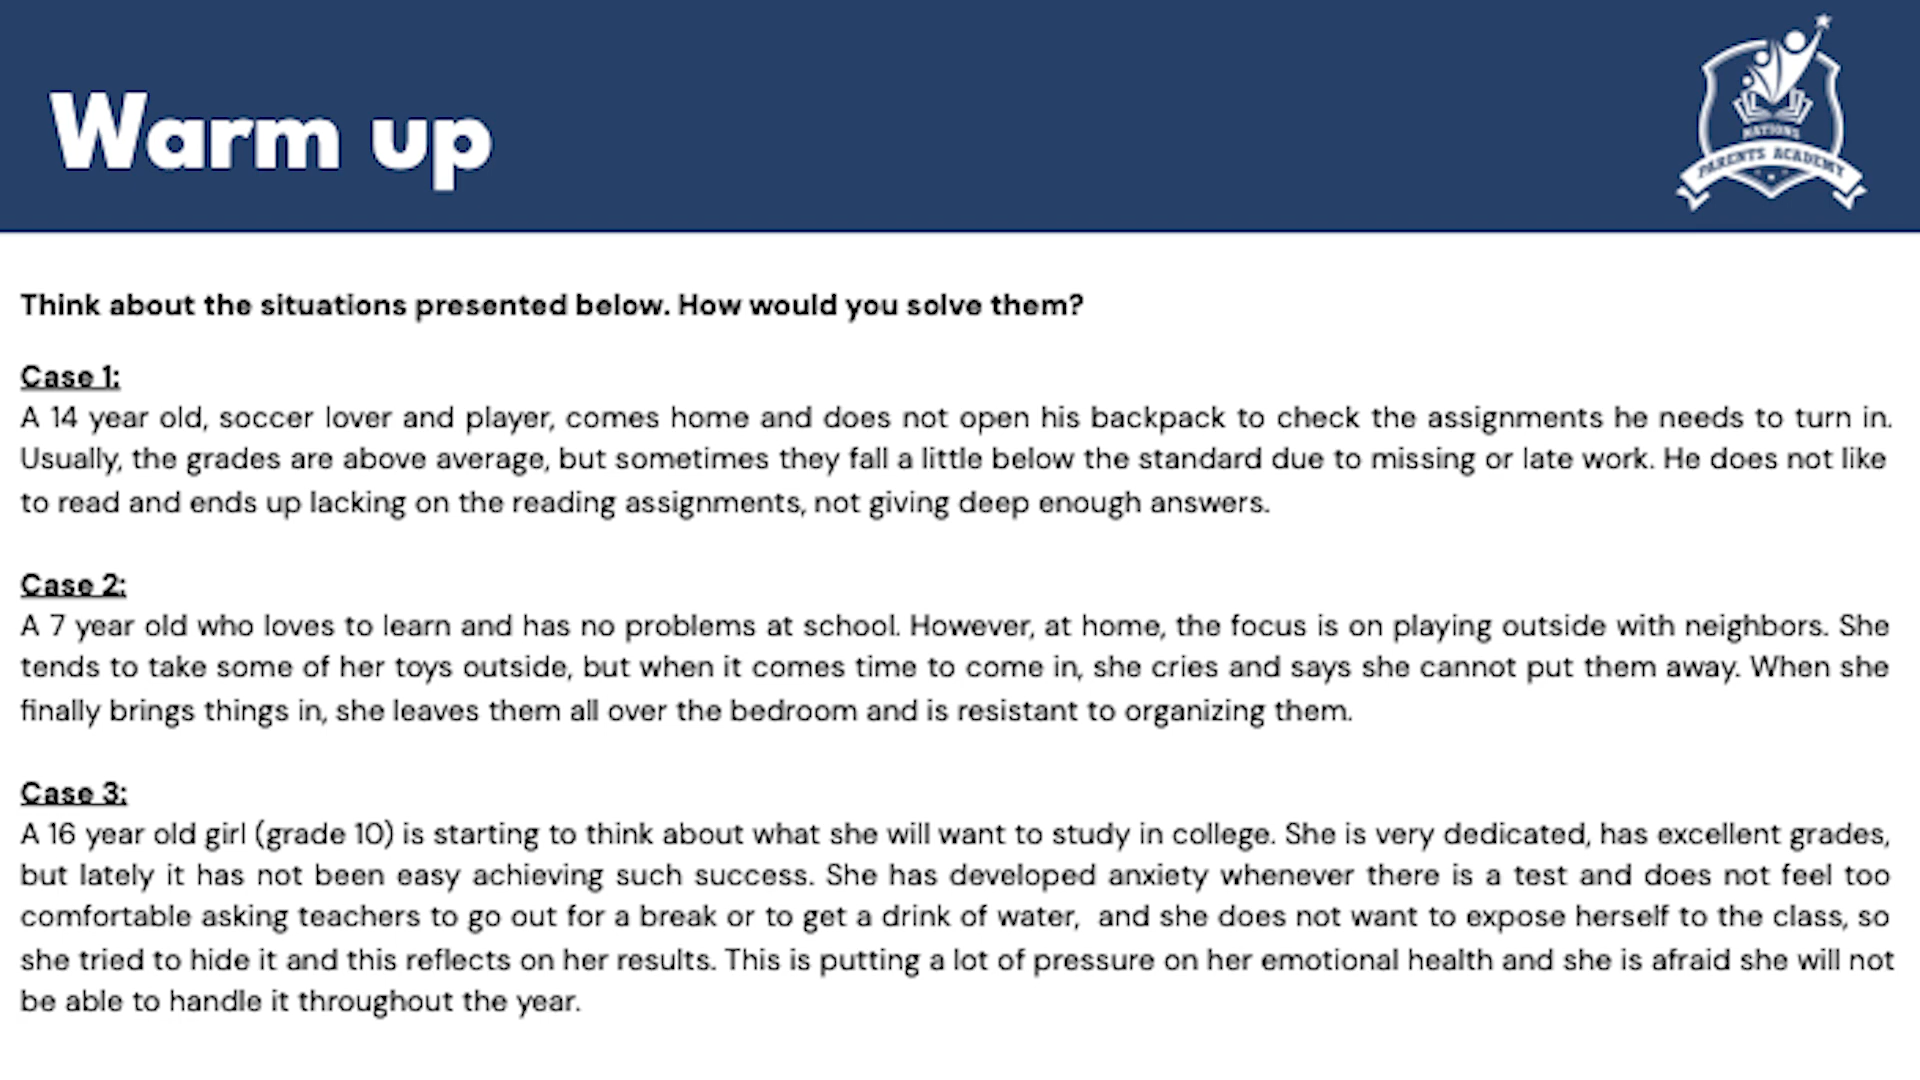 Warm up
NATIONS
PARENTS ACADEMY
Think about the situations presented below. How would you solve them?
Case 1:
A 14 year old, soccer lover and player, comes home and does not open his backpack to check the assignments he needs to turn in.
Usually, the grades are above average, but sometimes they fall a little below the standard due to missing or late work. He does not like
to read and ends up lacking on the reading assignments, not giving deep enough answers.
Case 2:
A 7 year old who loves to learn and has no problems at school. However, at home, the focus is on playing outside with neighbors. She
tends to take some of her toys outside, but when it comes time to come in, she cries and says she cannot put them away. When she
finally brings things in, she leaves them all over the bedroom and is resistant to organizing them.
Case 3:
A 16 year old girl (grade 10) is starting to think about what she will want to study in college. She is very dedicated, has excellent grades,
but lately it has not been easy achieving such success. She has developed anxiety whenever there is a test and does not feel too
comfortable asking teachers to go out for a break or to get a drink of water,  and she does not want to expose herself to the class, so
she tried to hide it and this reflects on her results. This is putting a lot of pressure on her emotional health and she is afraid she will not
be able to handle it throughout the year.